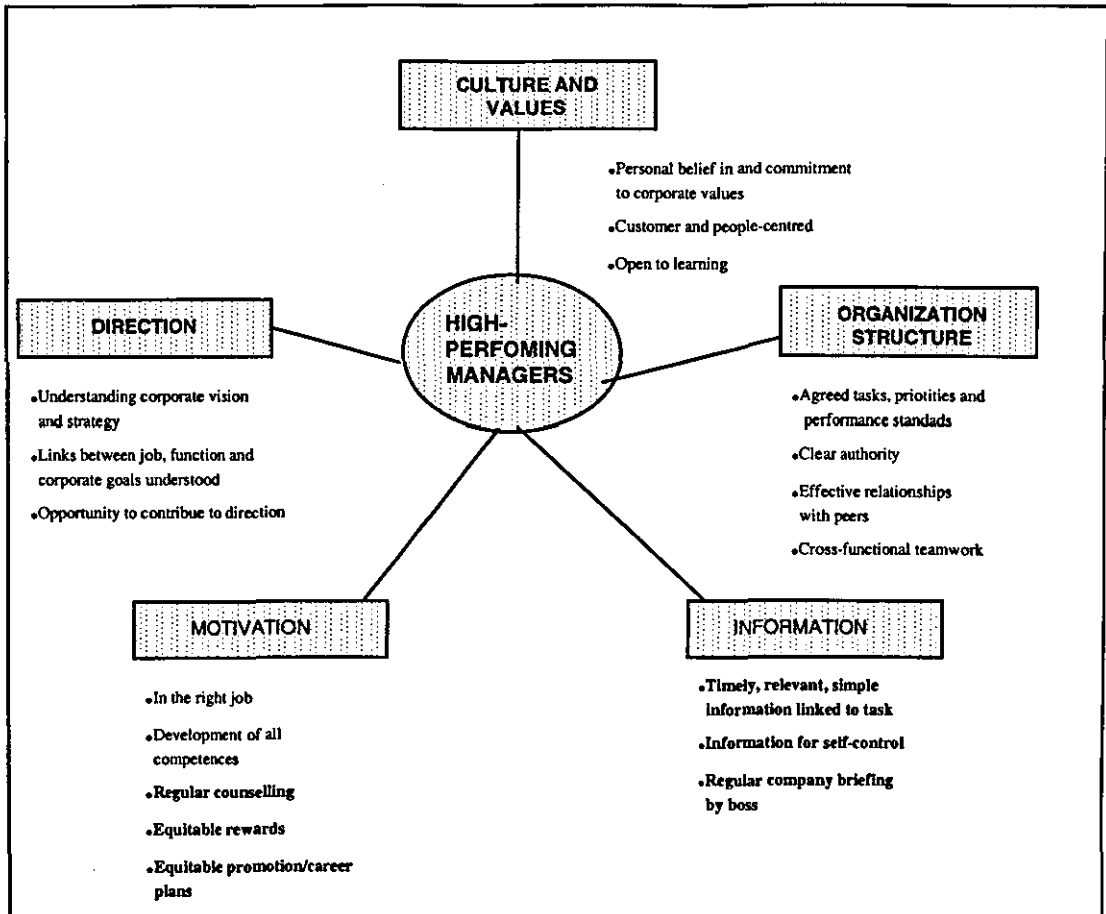 CULTURE AND
VALUES
•Personal belief in and commitment
to corporate values
•Customer and people-centred
•Open to learning
DIRECTION
•Understanding corporate vision
and strategy
•Links between job, function and
corporate goals understood
•Opportunity to contribue to direction
HIGH-
PERFOMING
MANAGERS
ORGANIZATION
STRUCTURE
•Agreed tasks, priotities and
performance standads
•Clear authority
•Effective relationships
with peers
•Cross-functional teamwork
MOTIVATION
•In the right job
•Development of all
competences
•Regular counselling
•Equitable rewards
•Equitable promotion/career
plans
INFORMATION
•Timely, relevant, simple
information linked to task
•Information for self-control
•Regular company briefing
by boss